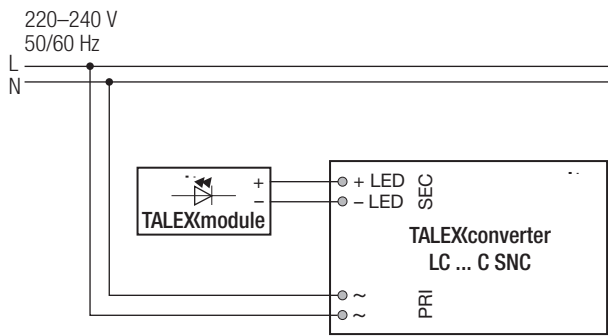 220–240 V
50/60 Hz
L
N
+
–
TALEXmodule
+ LED
– LED
SEC
TALEXconverter
LC ... C SNC
~
~
PRI